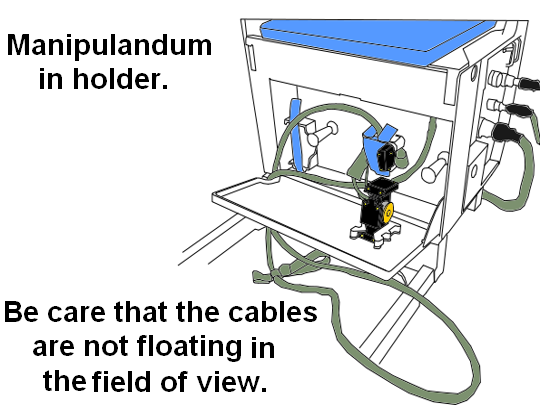 Manipulandum
in holder.
Be care that the cables
are not floating in
the field of view.